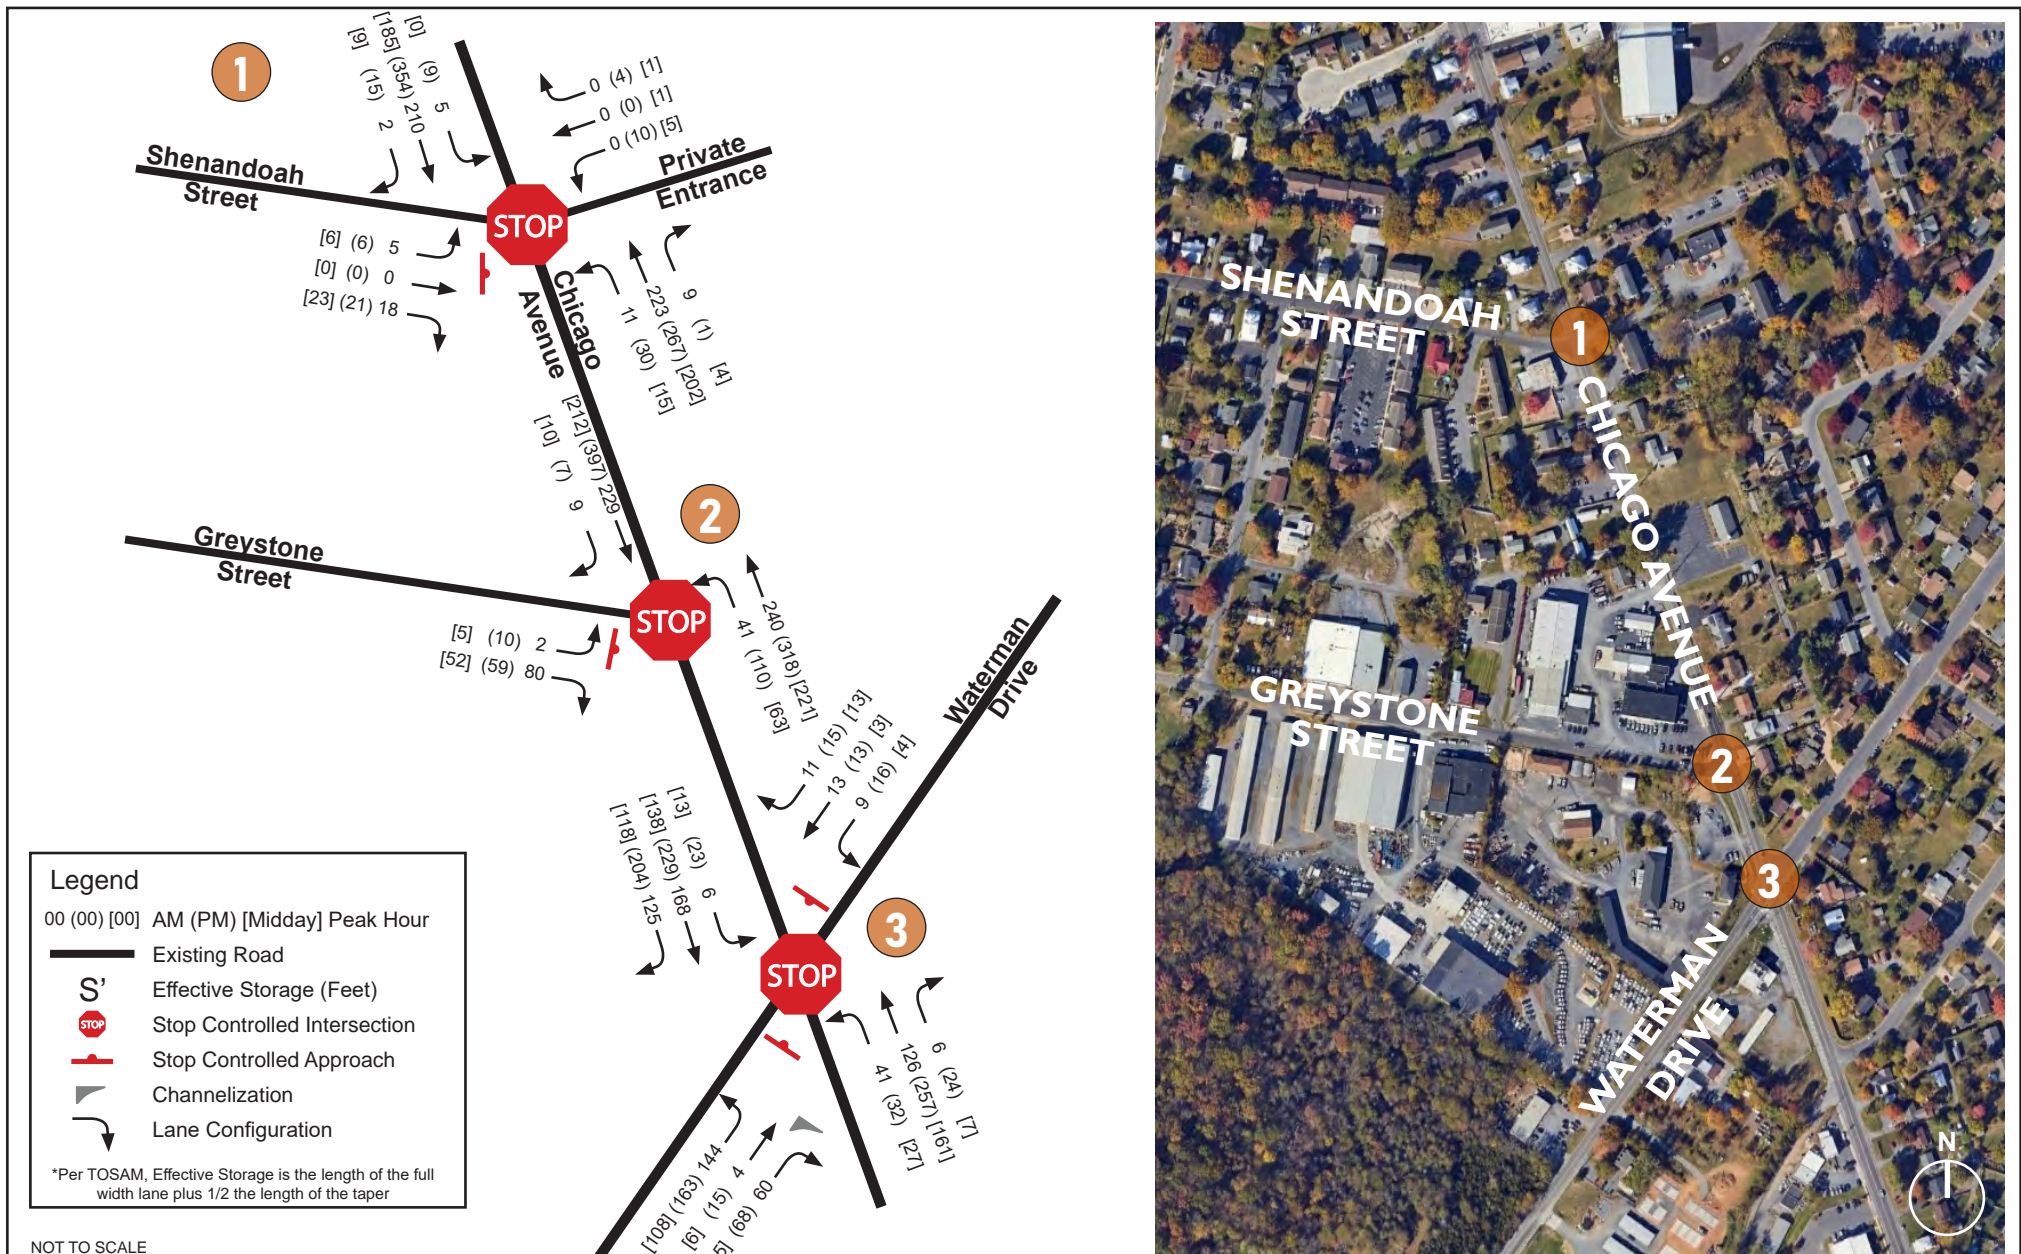 1
[0] (9) 5
[185] (354) 210
[9] (15) 2
0 (4) [1]
0 (0) [1]
0 (10) [5]
Shenandoah
Street
Private
Entrance
STOP
[6] (6) 5
[0] (0) 0
[23] (21) 18
Chicago
Avenue
9 (1) [4]
223 (267) [202]
11 (30) [15]
[212] (397) 229
[10] (7) 9
2
Greystone
Street
STOP
[5] (10) 2
[52] (59) 80
240 (318) [221]
41 (110) [63]
Waterman
Drive
11 (15) [13]
13 (13) [3]
9 (16) [4]
[13] (23) 6
[138] (229) 168
[118] (204) 125
3
STOP
6 (24) [7]
126 (257) [161]
41 (32) [27]
[108] (163) 144
[6] (15) 4
(68) 60
Legend
00 (00) [00] AM (PM) [Midday] Peak Hour
Existing Road
S' Effective Storage (Feet)
STOP Stop Controlled Intersection
Stop Controlled Approach
Channelization
Lane Configuration
*Per TOSAM, Effective Storage is the length of the full
width lane plus 1/2 the length of the taper
NOT TO SCALE
SHENANDOAH
STREET
1
CHICAGO AVENUE
GREYSTONE
STREET
2
3
WATERMAN
DRIVE
N